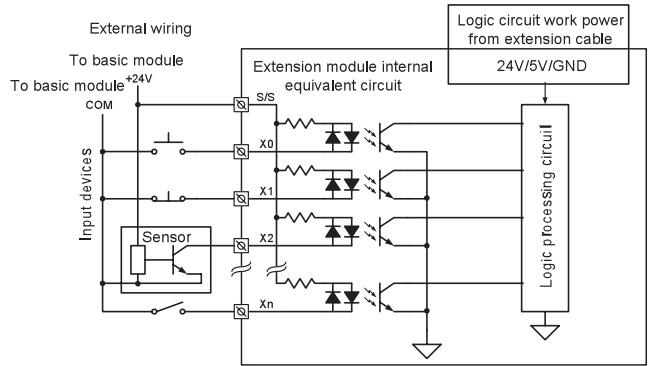 External wiring
To basic module
+24V
To basic module
COM
Input devices
Sensor
Logic circuit work power
from extension cable
24V/5V/GND
Extension module internal
equivalent circuit
S/S
X0
X1
X2
Xn
Logic processing circuit